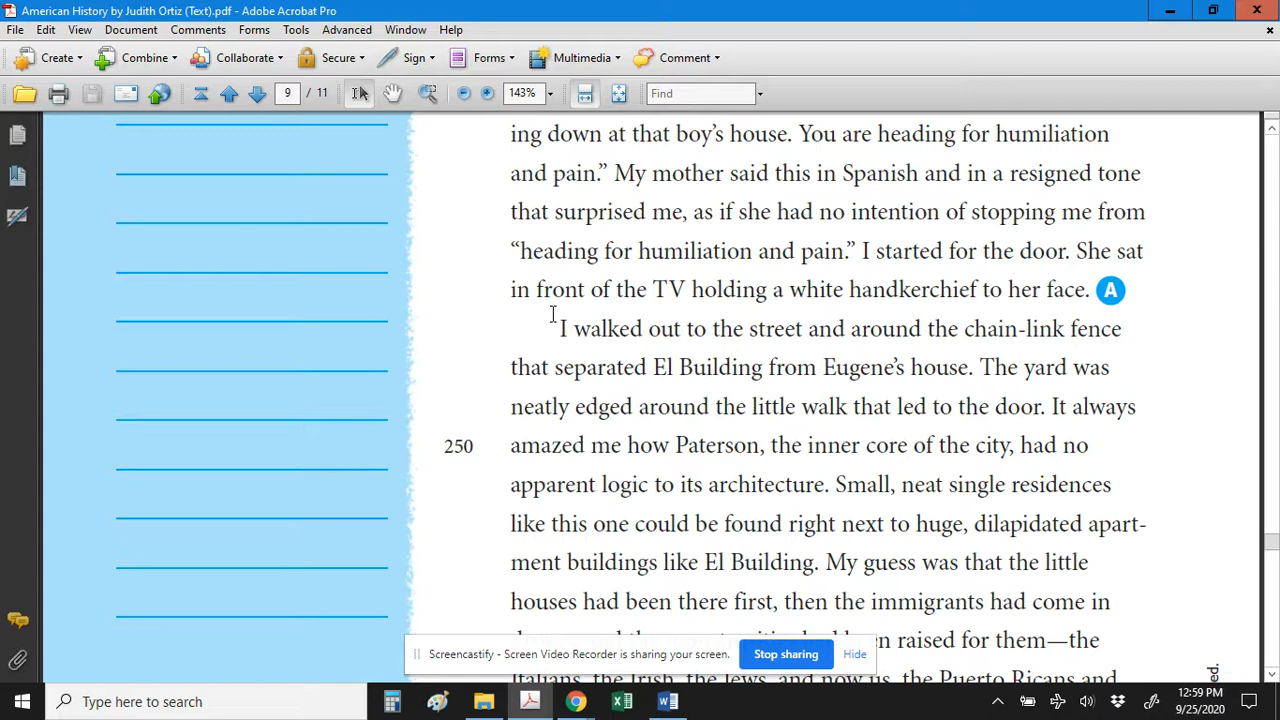 American History by Judith Ortiz (Text).pdf - Adobe Acrobat Pro
File Edit View Document Comments Forms Tools Advanced Window Help
Create Combine Collaborate Secure Sign Forms Multimedia Comment
9 / 11 143% Find
ing down at that boy's house. You are heading for humiliation
and pain.” My mother said this in Spanish and in a resigned tone
that surprised me, as if she had no intention of stopping me from
“heading for humiliation and pain.” I started for the door. She sat
in front of the TV holding a white handkerchief to her face. A
I walked out to the street and around the chain-link fence
that separated El Building from Eugene's house. The yard was
neatly edged around the little walk that led to the door. It always
amazed me how Paterson, the inner core of the city, had no
250
apparent logic to its architecture. Small, neat single residences
like this one could be found right next to huge, dilapidated apart-
ment buildings like El Building. My guess was that the little
houses had been there first, then the immigrants had come in
raised for them—the
Italians, the Irish, the Jews, and now us, the Puerto Ricans and
Screencastify - Screen Video Recorder is sharing your screen. Stop sharing Hide
Type here to search
12:59 PM
9/25/2020